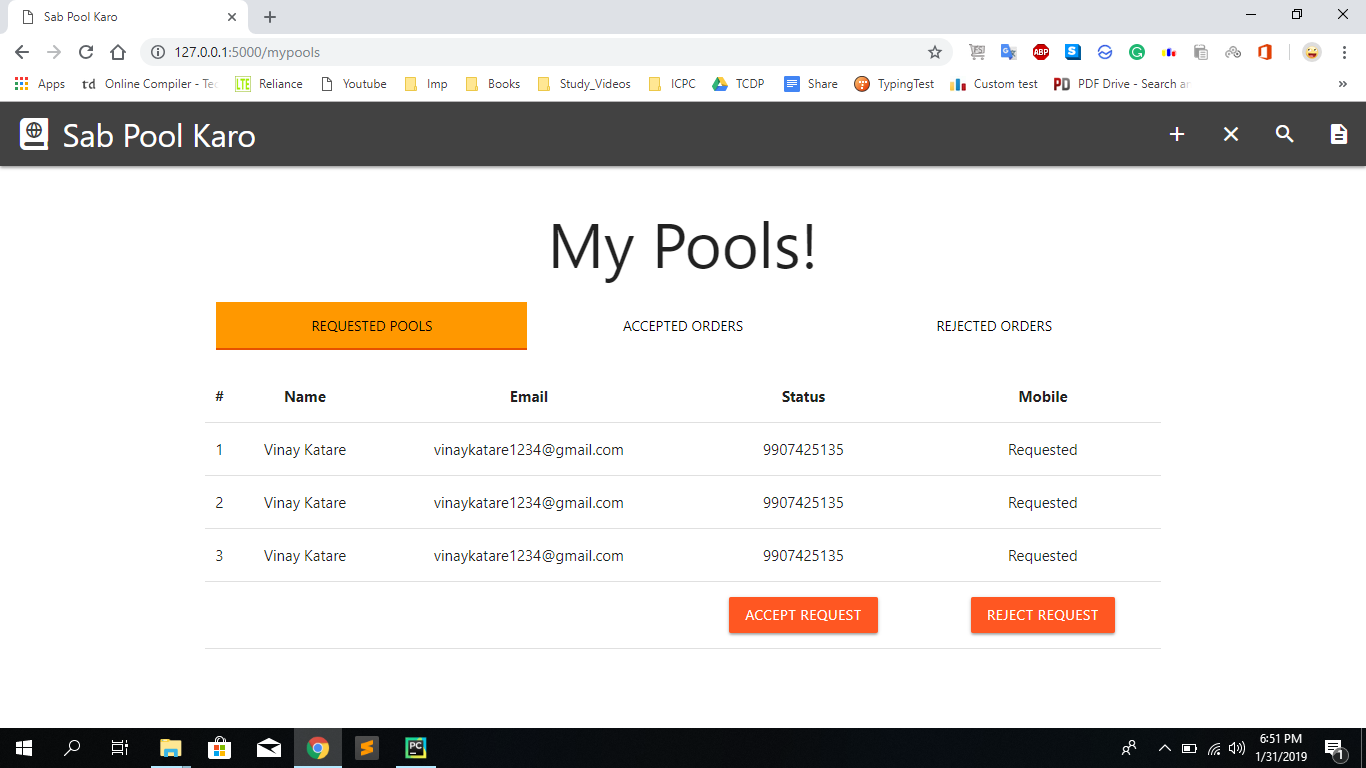 Sab Pool Karo
127.0.0.1:5000/mypools
Apps td Online Compiler - Tec LTE Reliance Youtube Imp Books Study_Videos ICPC TCDP Share TypingTest Custom test PD PDF Drive - Search an »
Sab Pool Karo
My Pools!
REQUESTED POOLS ACCEPTED ORDERS REJECTED ORDERS
# Name Email Status Mobile
1 Vinay Katare vinaykatare1234@gmail.com 9907425135 Requested
2 Vinay Katare vinaykatare1234@gmail.com 9907425135 Requested
3 Vinay Katare vinaykatare1234@gmail.com 9907425135 Requested
ACCEPT REQUEST REJECT REQUEST
6:51 PM
1/31/2019